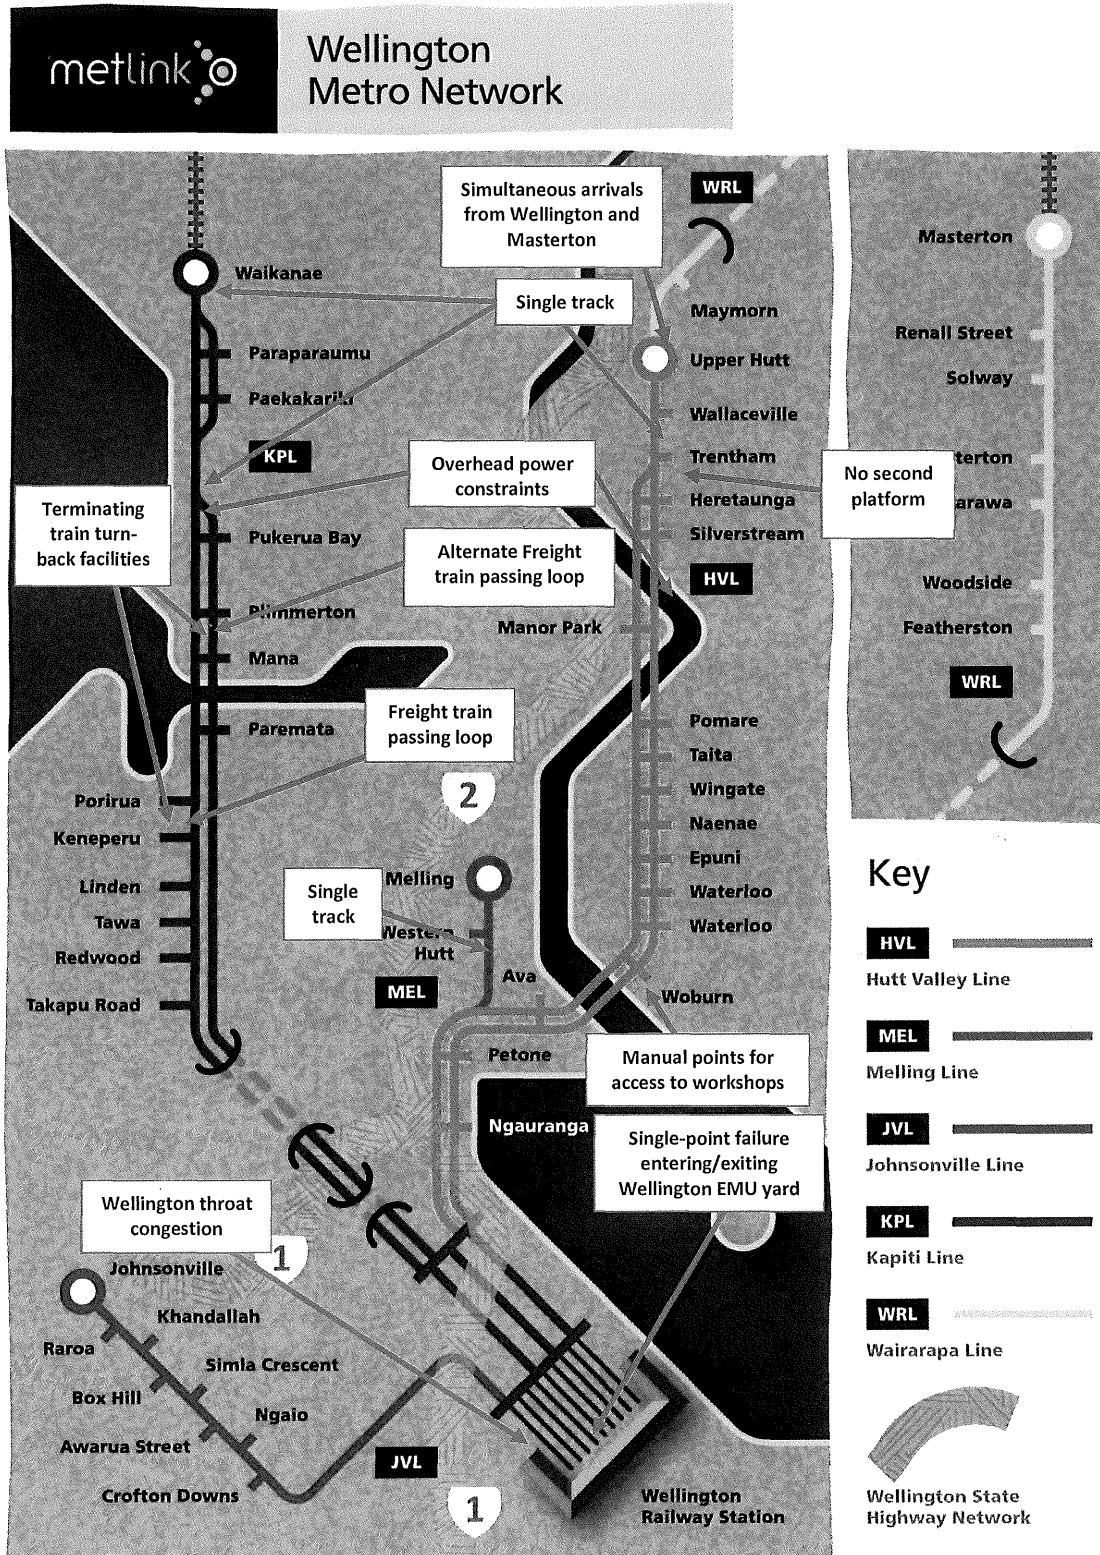 metlink
Wellington
Metro Network
Simultaneous arrivals
from Wellington and
Masterton
WRL
Masterton
Waikanae
Single track
Maymorn
Renall Street
Paraparaumu
Upper Hutt
Solway
Paekakariki
Wallaceville
KPL
Overhead power
constraints
Trentham
No second
platform
terton
Terminating
train turn-
back facilities
Heretaunga
arawa
Pukerua Bay
Silverstream
Alternate Freight
train passing loop
HVL
Woodside
Plimmerton
Manor Park
Featherston
Mana
WRL
Freight train
passing loop
Paremata
Pomare
Taita
2
Wingate
Porirua
Naenae
Keneperu
Epuni
Key
Linden
Single
track
Melling
Waterloo
Tawa
Western
Hutt
Waterloo
HVL
Redwood
Ava
Hutt Valley Line
MEL
Woburn
Takapu Road
MEL
Petone
Manual points for
access to workshops
Melling Line
Ngauranga
Single-point failure
entering/exiting
Wellington EMU yard
JVL
Johnsonville Line
Wellington throat
congestion
KPL
1
Kapiti Line
Johnsonville
Khandallah
WRL
Raroa
Simla Crescent
Wairarapa Line
Box Hill
Ngaio
Awarua Street
JVL
Crofton Downs
1
Wellington
Railway Station
Wellington State
Highway Network